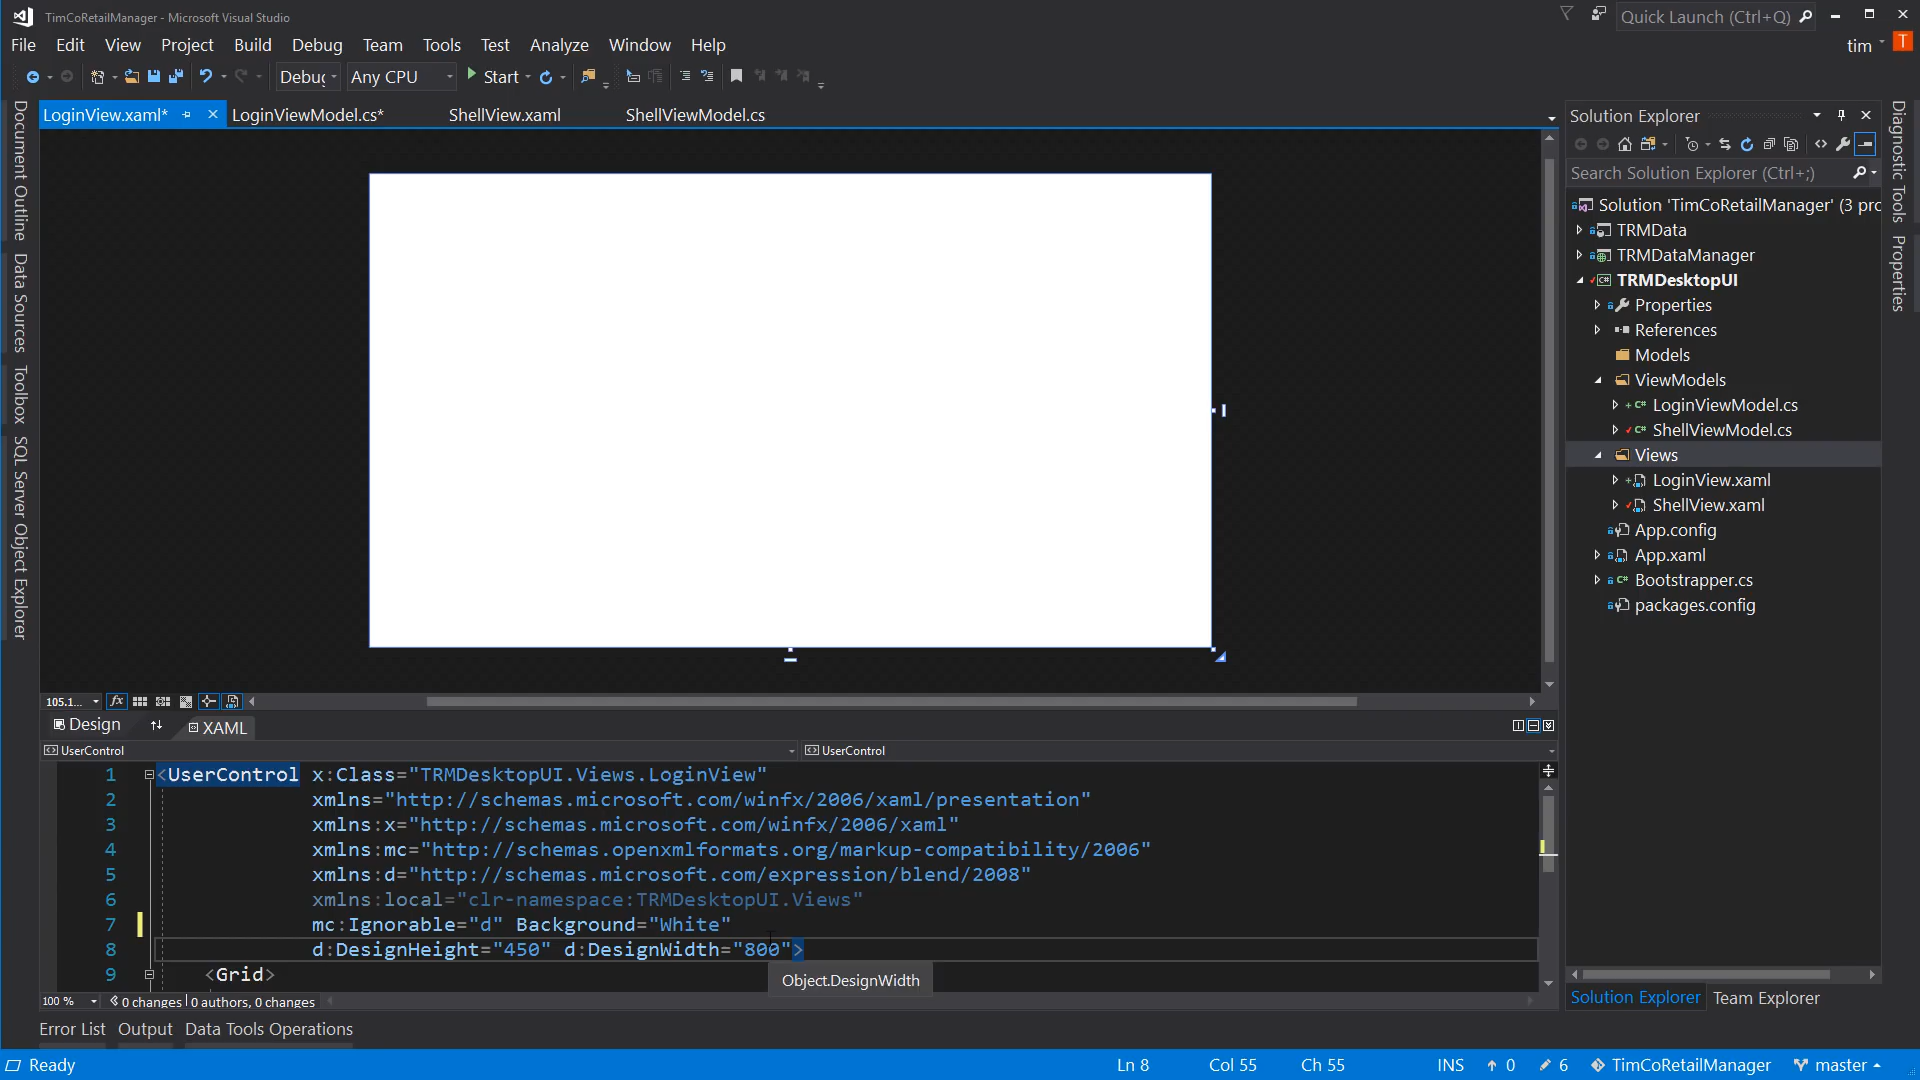 TimCoRetailManager - Microsoft Visual Studio
Quick Launch (Ctrl+Q)
File Edit View Project Build Debug Team Tools Test Analyze Window Help
tim T
Debug Any CPU Start
LoginView.xaml* LoginViewModel.cs* ShellView.xaml ShellViewModel.cs
Document Outline
Data Sources
Toolbox
SQL Server Object Explorer
Solution Explorer
Search Solution Explorer (Ctrl+;)
Solution 'TimCoRetailManager' (3 pro
TRMData
TRMDataManager
TRMDesktopUI
Properties
References
Models
ViewModels
LoginViewModel.cs
ShellViewModel.cs
Views
LoginView.xaml
ShellView.xaml
App.config
App.xaml
Bootstrapper.cs
packages.config
Solution Explorer Team Explorer
Diagnostic Tools
Properties
105.1... fx
Design XAML
UserControl UserControl
1 <UserControl x:Class="TRMDesktopUI.Views.LoginView"
2 xmlns="http://schemas.microsoft.com/winfx/2006/xaml/presentation"
3 xmlns:x="http://schemas.microsoft.com/winfx/2006/xaml"
4 xmlns:mc="http://schemas.openxmlformats.org/markup-compatibility/2006"
5 xmlns:d="http://schemas.microsoft.com/expression/blend/2008"
6 xmlns:local="clr-namespace:TRMDesktopUI.Views"
7 mc:Ignorable="d" Background="White"
8 d:DesignHeight="450" d:DesignWidth="800">
9 <Grid>
Object.DesignWidth
100 % 0 changes | 0 authors, 0 changes
Error List Output Data Tools Operations
Ready Ln 8 Col 55 Ch 55 INS 0 6 TimCoRetailManager master